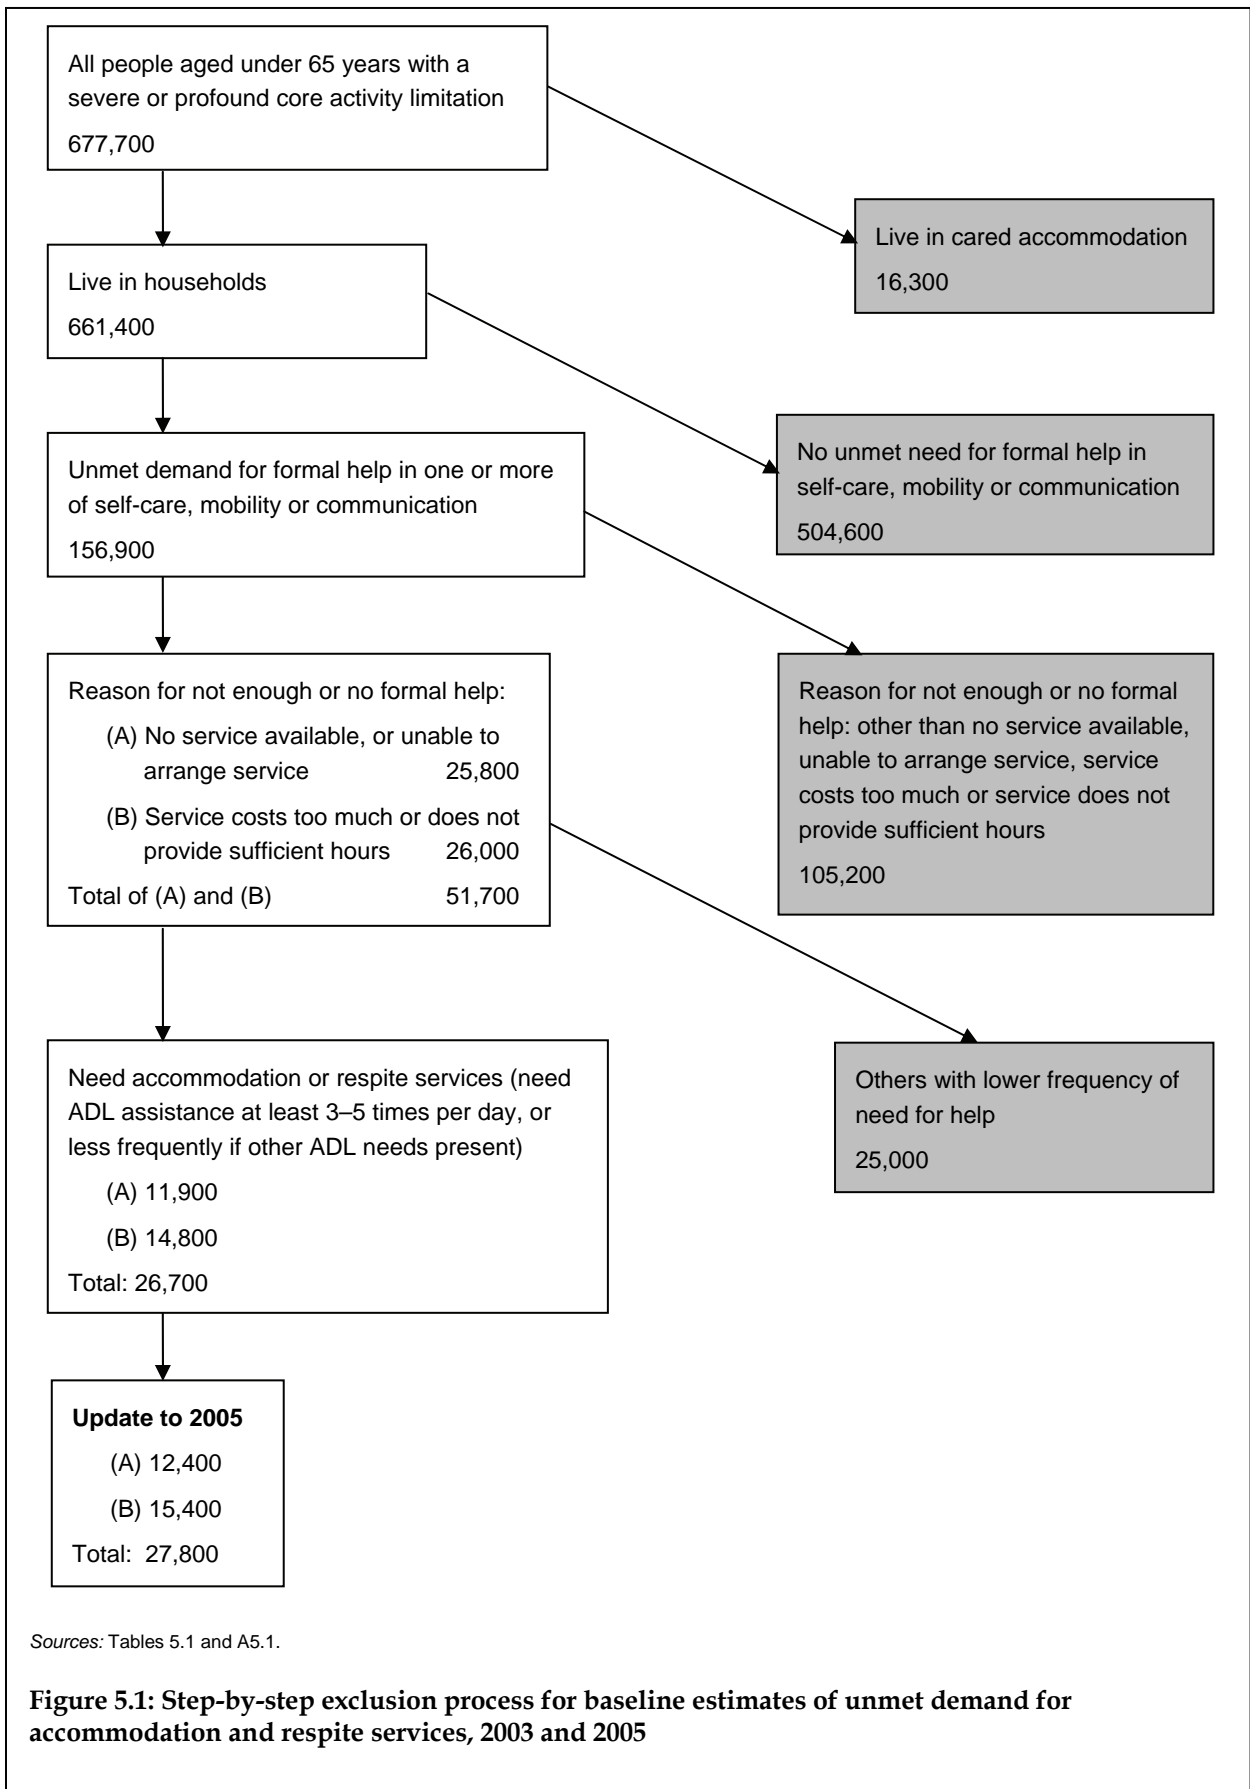 All people aged under 65 years with a
severe or profound core activity limitation
677,700
Live in cared accommodation
16,300
Live in households
661,400
No unmet need for formal help in
self-care, mobility or communication
504,600
Unmet demand for formal help in one or more
of self-care, mobility or communication
156,900
Reason for not enough or no formal help:
(A) No service available, or unable to
arrange service 25,800
(B) Service costs too much or does not
provide sufficient hours 26,000
Total of (A) and (B) 51,700
Reason for not enough or no formal
help: other than no service available,
unable to arrange service, service
costs too much or service does not
provide sufficient hours
105,200
Need accommodation or respite services (need
ADL assistance at least 3–5 times per day, or
less frequently if other ADL needs present)
(A) 11,900
(B) 14,800
Total: 26,700
Others with lower frequency of
need for help
25,000
Update to 2005
(A) 12,400
(B) 15,400
Total: 27,800
Sources: Tables 5.1 and A5.1.
Figure 5.1: Step-by-step exclusion process for baseline estimates of unmet demand for
accommodation and respite services, 2003 and 2005